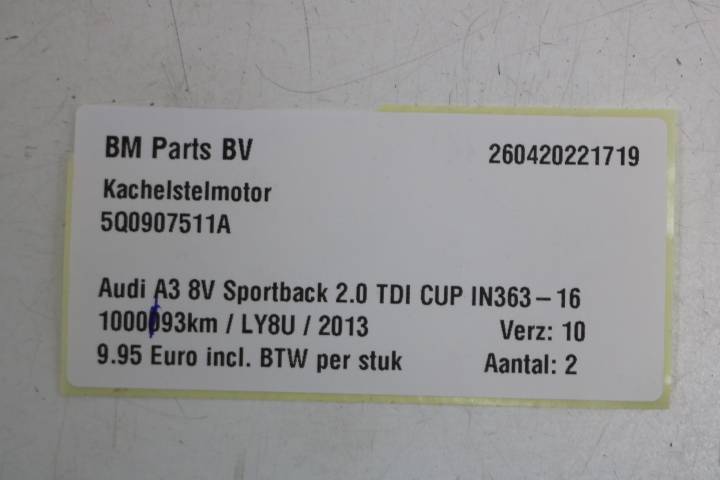 BM Parts BV 260420221719
Kachelstelmotor
5Q0907511A
Audi A3 8V Sportback 2.0 TDI CUP IN363-16
1000093km / LY8U / 2013 Verz: 10
9.95 Euro incl. BTW per stuk Aantal: 2